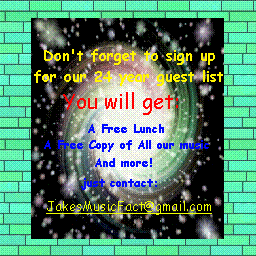 Don't forget to sign up
for our 24 year guest list
You will get:
A Free Lunch
A Free Copy of All our music
And more!
just contact:
JakesMusicFact@gmail.com